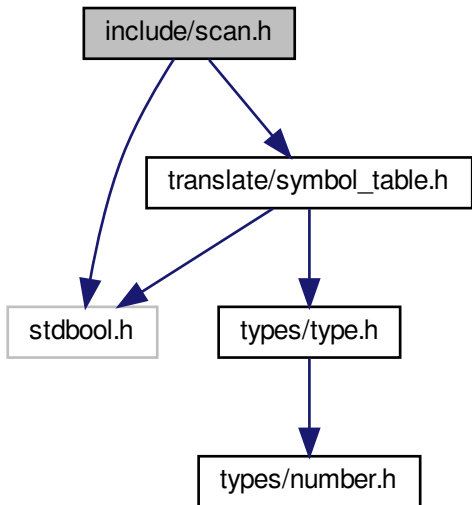 include/scan.h
translate/symbol_table.h
stdbool.h
types/type.h
types/number.h